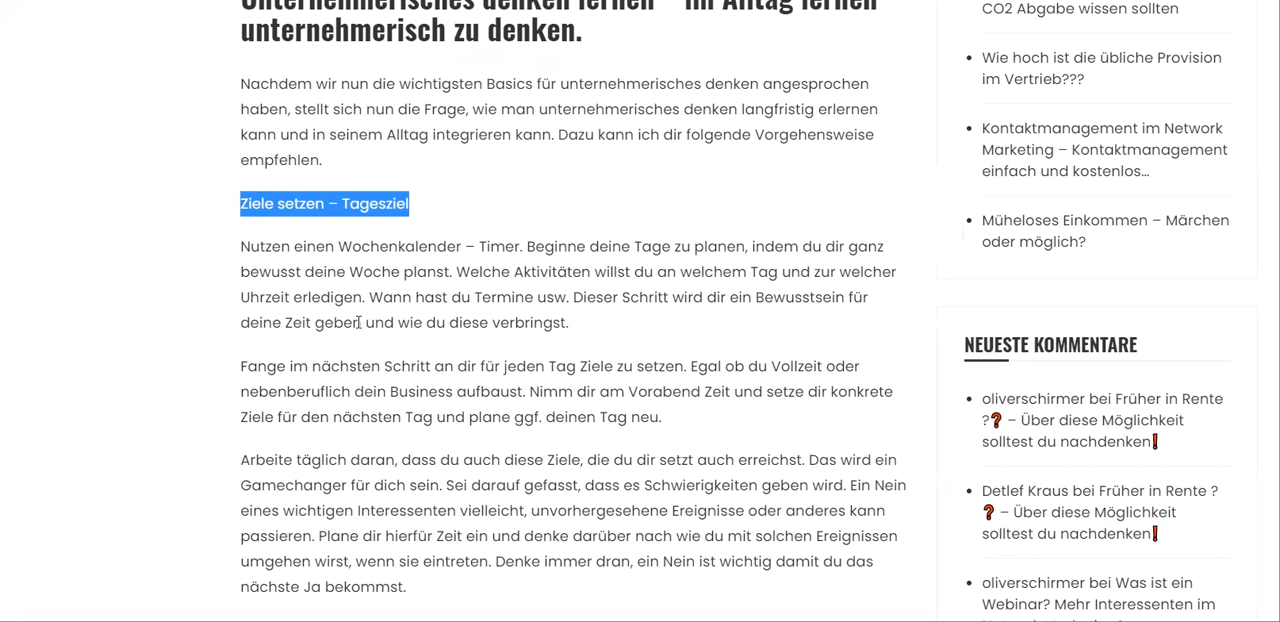 Unternehmerisches denken lernen – im Alltag lernen
unternehmerisch zu denken.
Nachdem wir nun die wichtigsten Basics für unternehmerisches denken angesprochen
haben, stellt sich nun die Frage, wie man unternehmerisches denken langfristig erlernen
kann und in seinem Alltag integrieren kann. Dazu kann ich dir folgende Vorgehensweise
empfehlen.
Ziele setzen – Tagesziel
Nutzen einen Wochenkalender – Timer. Beginne deine Tage zu planen, indem du dir ganz
bewusst deine Woche planst. Welche Aktivitäten willst du an welchem Tag und zur welcher
Uhrzeit erledigen. Wann hast du Termine usw. Dieser Schritt wird dir ein Bewusstsein für
deine Zeit geben und wie du diese verbringst.
Fange im nächsten Schritt an dir für jeden Tag Ziele zu setzen. Egal ob du Vollzeit oder
nebenberuflich dein Business aufbaust. Nimm dir am Vorabend Zeit und setze dir konkrete
Ziele für den nächsten Tag und plane ggf. deinen Tag neu.
Arbeite täglich daran, dass du auch diese Ziele, die du dir setzt auch erreichst. Das wird ein
Gamechanger für dich sein. Sei darauf gefasst, dass es Schwierigkeiten geben wird. Ein Nein
eines wichtigen Interessenten vielleicht, unvorhergesehene Ereignisse oder anderes kann
passieren. Plane dir hierfür Zeit ein und denke darüber nach wie du mit solchen Ereignissen
umgehen wirst, wenn sie eintreten. Denke immer dran, ein Nein ist wichtig damit du das
nächste Ja bekommst.
CO2 Abgabe wissen sollten
Wie hoch ist die übliche Provision
im Vertrieb???
Kontaktmanagement im Network
Marketing – Kontaktmanagement
einfach und kostenlos…
Müheloses Einkommen – Märchen
oder möglich?
NEUESTE KOMMENTARE
oliverschirmer bei Früher in Rente
?❓ – Über diese Möglichkeit
solltest du nachdenken❗
Detlef Kraus bei Früher in Rente ?
❓ – Über diese Möglichkeit
solltest du nachdenken❗
oliverschirmer bei Was ist ein
Webinar? Mehr Interessenten im